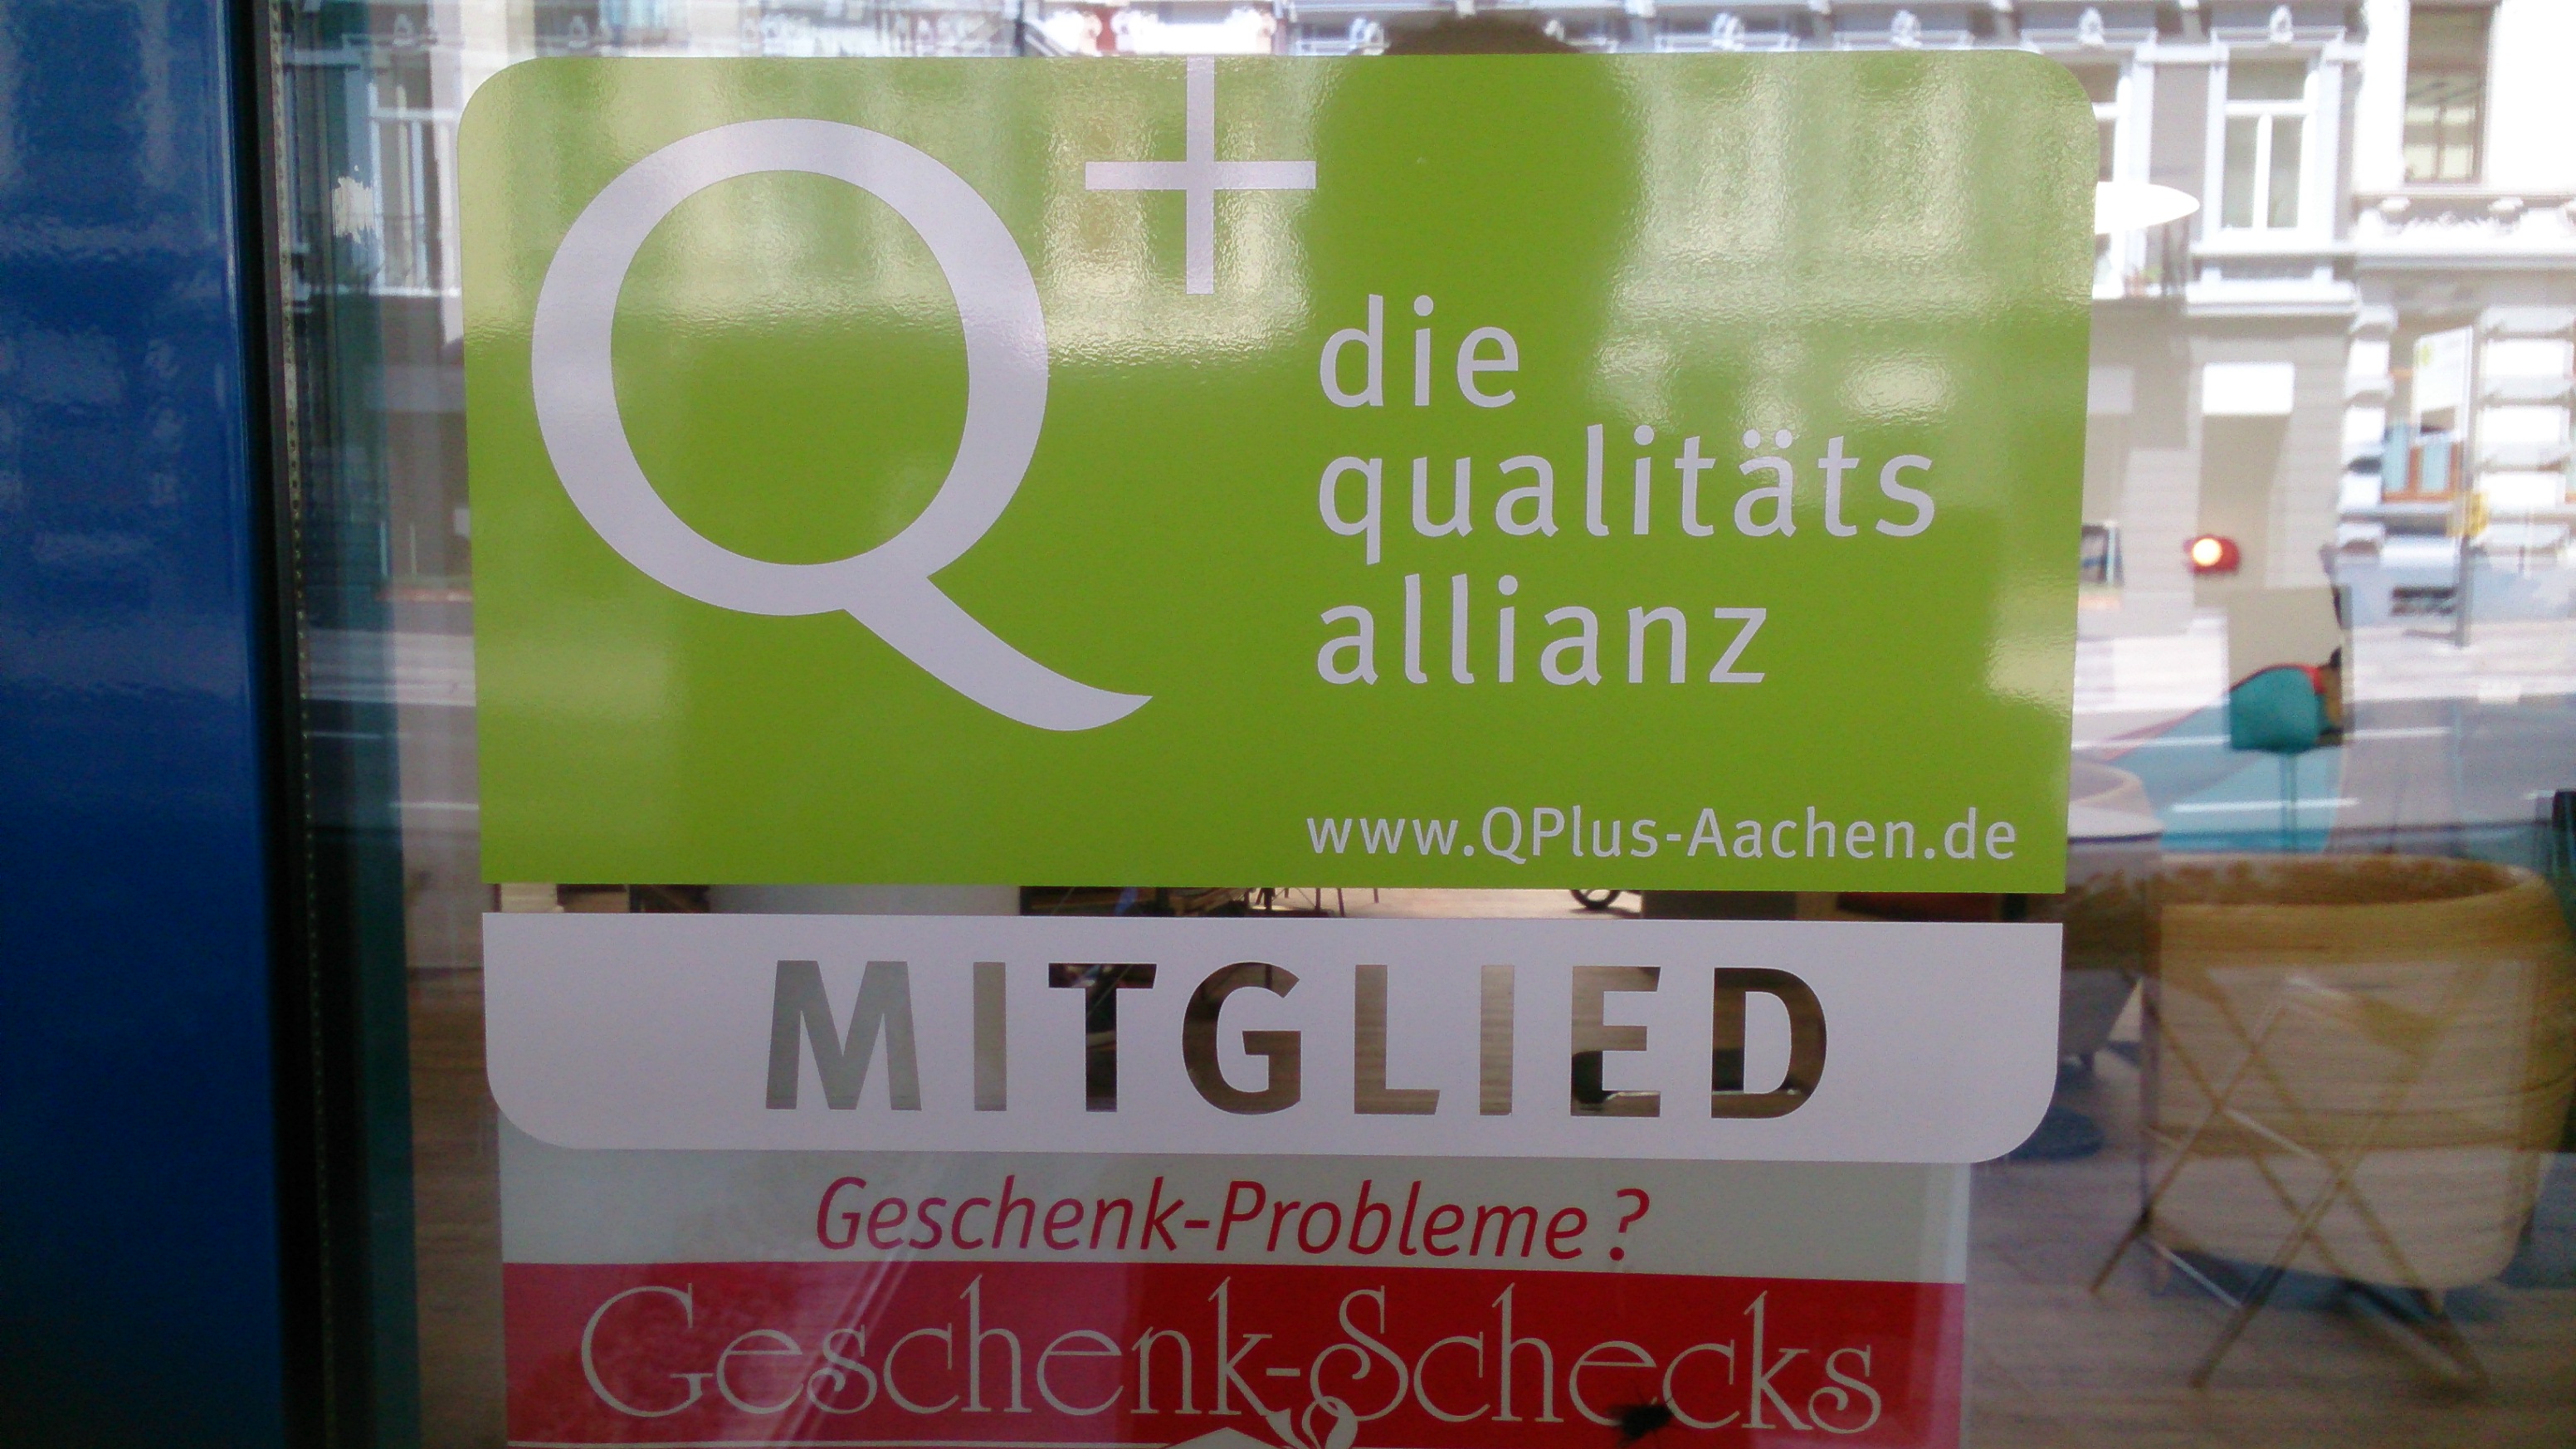 Q+
die
qualitäts
allianz
www.QPlus-Aachen.de
MITGLIED
Geschenk-Probleme?
Geschenk-Schecks